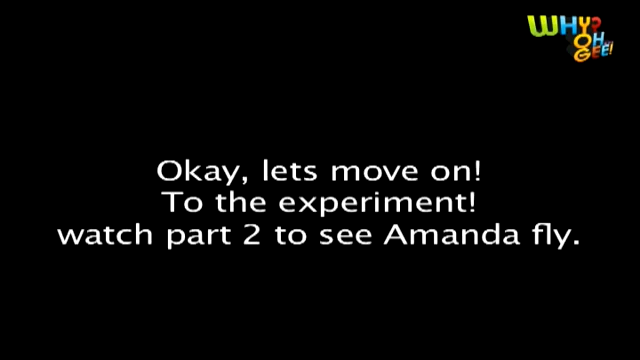 WHY?
OH
GEE!
Okay, lets move on!
To the experiment!
watch part 2 to see Amanda fly.